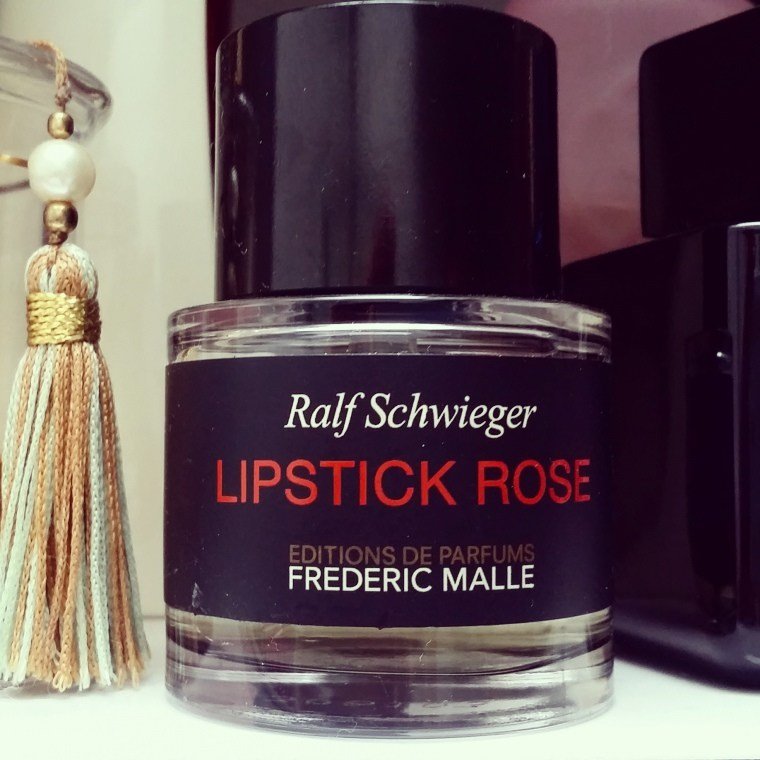 Ralf Schwieger
LIPSTICK ROSE
EDITIONS DE PARFUMS
FREDERIC MALLE